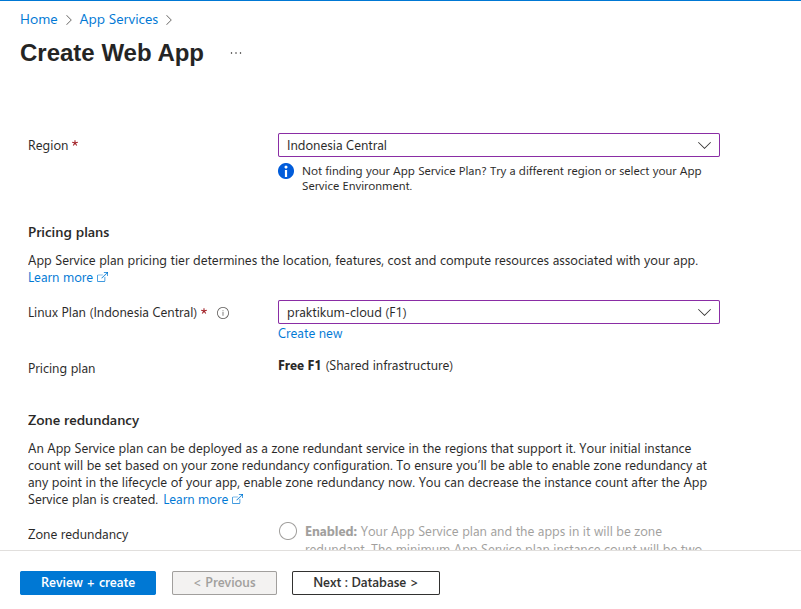 Home > App Services >
Create Web App ...
Region *
Indonesia Central
Not finding your App Service Plan? Try a different region or select your App
Service Environment.
Pricing plans
App Service plan pricing tier determines the location, features, cost and compute resources associated with your app.
Learn more
Linux Plan (Indonesia Central) *
praktikum-cloud (F1)
Create new
Pricing plan
Free F1 (Shared infrastructure)
Zone redundancy
An App Service plan can be deployed as a zone redundant service in the regions that support it. Your initial instance
count will be set based on your zone redundancy configuration. To ensure you'll be able to enable zone redundancy at
any point in the lifecycle of your app, enable zone redundancy now. You can decrease the instance count after the App
Service plan is created. Learn more
Zone redundancy
Enabled: Your App Service plan and the apps in it will be zone
redundant. The minimum App Service plan instance count will be two.
Review + create
< Previous
Next : Database >